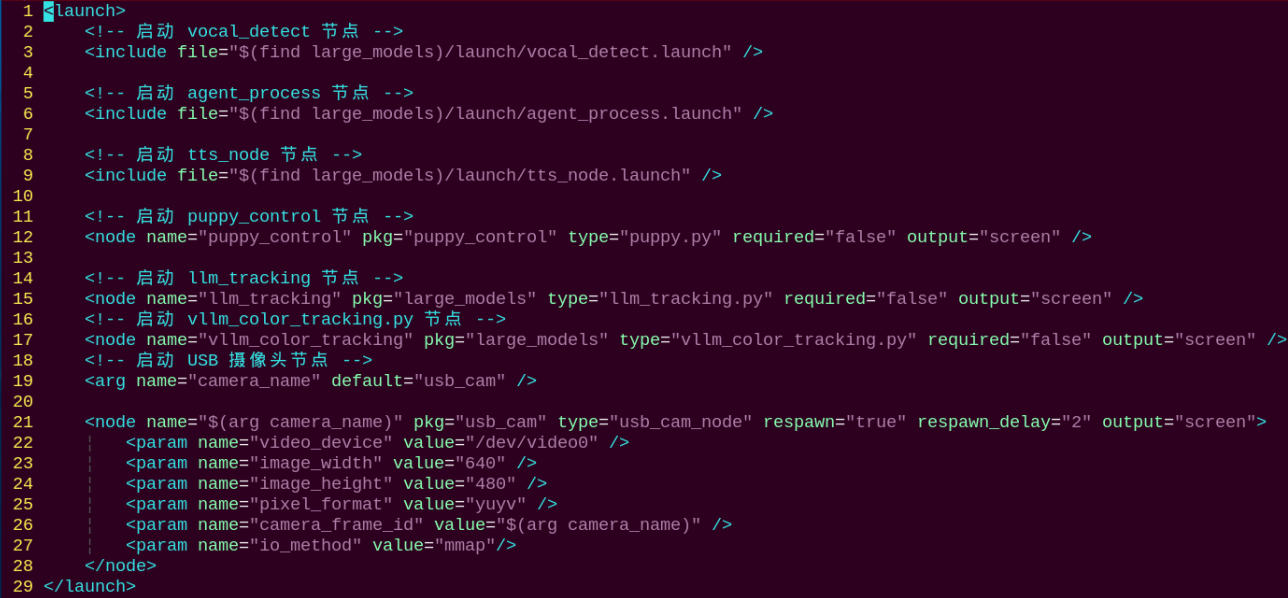 1 <launch>
2     <!-- 启动 vocal_detect 节点 -->
3     <include file="$(find large_models)/launch/vocal_detect.launch" />
4
5     <!-- 启动 agent_process 节点 -->
6     <include file="$(find large_models)/launch/agent_process.launch" />
7
8     <!-- 启动 tts_node 节点 -->
9     <include file="$(find large_models)/launch/tts_node.launch" />
10
11     <!-- 启动 puppy_control 节点 -->
12     <node name="puppy_control" pkg="puppy_control" type="puppy.py" required="false" output="screen" />
13
14     <!-- 启动 llm_tracking 节点 -->
15     <node name="llm_tracking" pkg="large_models" type="llm_tracking.py" required="false" output="screen" />
16     <!-- 启动 vllm_color_tracking.py 节点 -->
17     <node name="vllm_color_tracking" pkg="large_models" type="vllm_color_tracking.py" required="false" output="screen" />
18     <!-- 启动 USB 摄像头节点 -->
19     <arg name="camera_name" default="usb_cam" />
20
21     <node name="$(arg camera_name)" pkg="usb_cam" type="usb_cam_node" respawn="true" respawn_delay="2" output="screen">
22     ¦   <param name="video_device" value="/dev/video0" />
23     ¦   <param name="image_width" value="640" />
24     ¦   <param name="image_height" value="480" />
25     ¦   <param name="pixel_format" value="yuyv" />
26     ¦   <param name="camera_frame_id" value="$(arg camera_name)" />
27     ¦   <param name="io_method" value="mmap"/>
28     </node>
29 </launch>